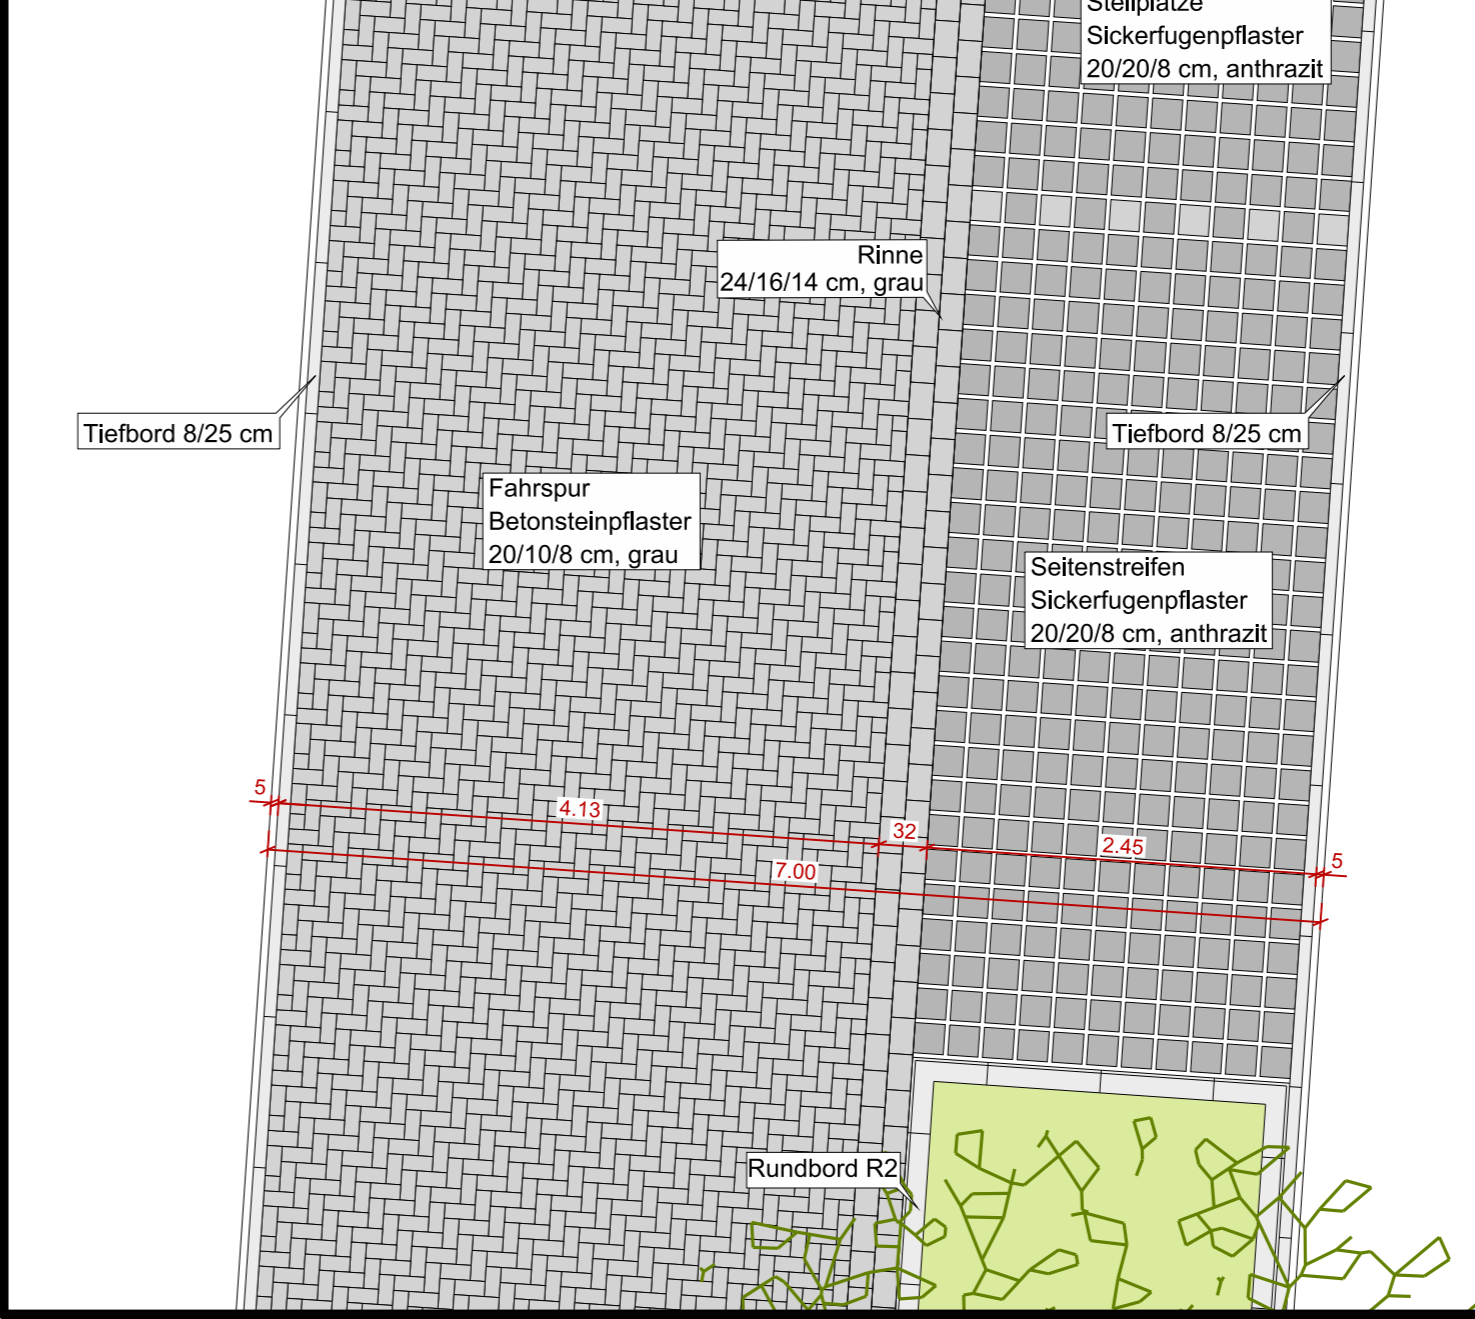 Stellplätze
Sickerfugenpflaster
20/20/8 cm, anthrazit
Rinne
24/16/14 cm, grau
Tiefbord 8/25 cm
Tiefbord 8/25 cm
Fahrspur
Betonsteinpflaster
20/10/8 cm, grau
Seitenstreifen
Sickerfugenpflaster
20/20/8 cm, anthrazit
5
4.13
32
2.45
5
7.00
Rundbord R2